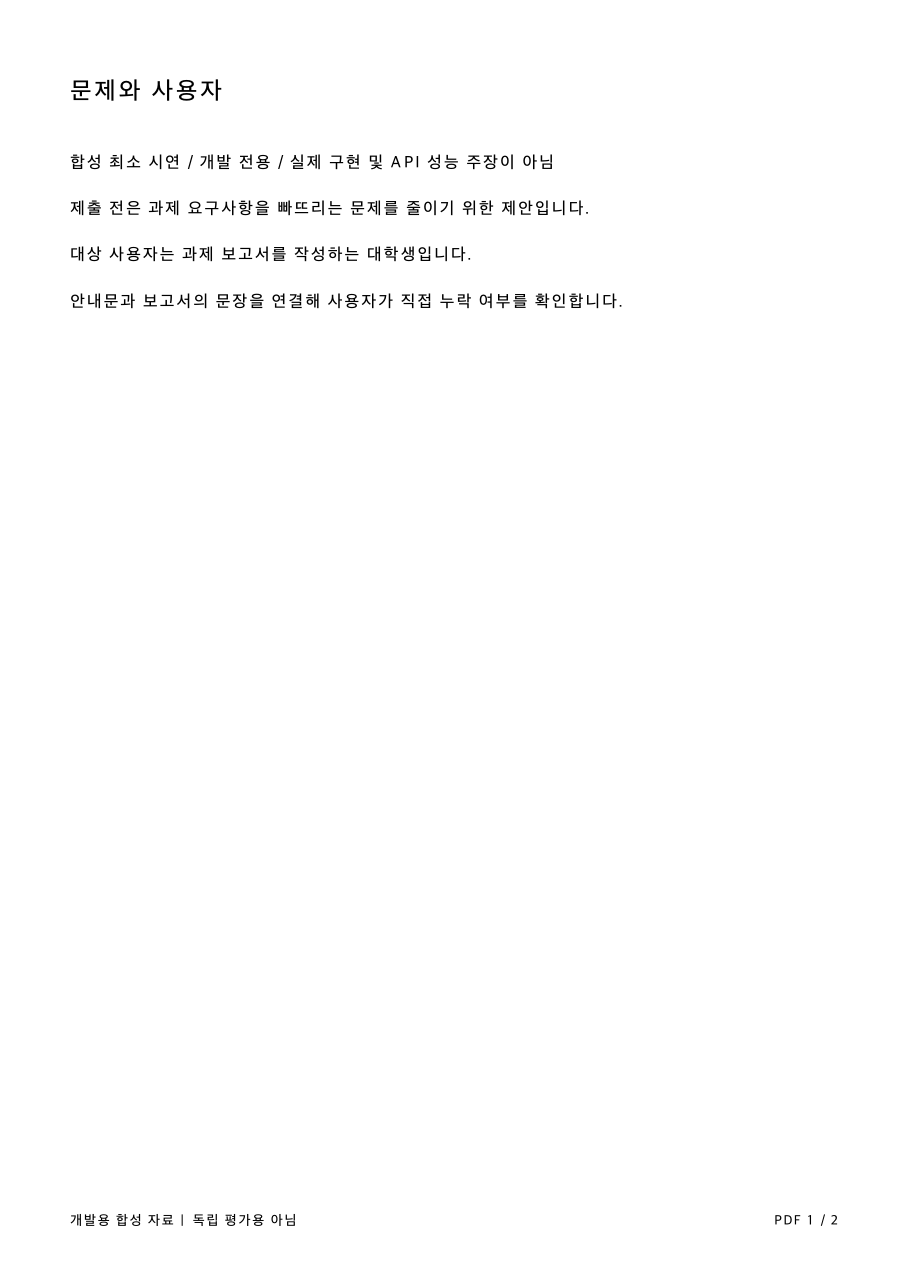 문제와 사용자
합성 최소 시연 / 개발 전용 / 실제 구현 및 API 성능 주장이 아님
제출 전은 과제 요구사항을 빠뜨리는 문제를 줄이기 위한 제안입니다.
대상 사용자는 과제 보고서를 작성하는 대학생입니다.
안내문과 보고서의 문장을 연결해 사용자가 직접 누락 여부를 확인합니다.
개발용 합성 자료 | 독립 평가용 아님
PDF 1 / 2